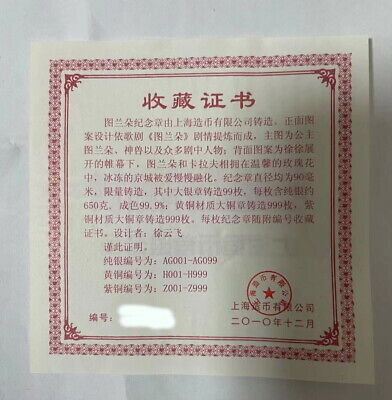 收藏证书
图兰朵纪念章由上海造币有限公司铸造。正面图
案设计依歌剧《图兰朵》剧情提炼而成，主图为公主
图兰朵、神兽以及众多剧中人物；背面图案为徐徐展
开的帷幕下，图兰朵和卡拉夫相拥在温馨的玫瑰花
中，冰冻的京城被爱慢慢融化。纪念章直径均为90毫
米，限量铸造，其中大银章铸造99枚，每枚含纯银约
650克，成色99.9%；黄铜材质大铜章铸造999枚，紫
铜材质大铜章铸造999枚。每枚纪念章随附编号收藏
证书。设计者：徐云飞
谨此证明。
纯银编号为：AG001-AG099
黄铜编号为：H001-H999
紫铜编号为：Z001-Z999
上海造币有限公司
编号：
二〇一〇年十二月